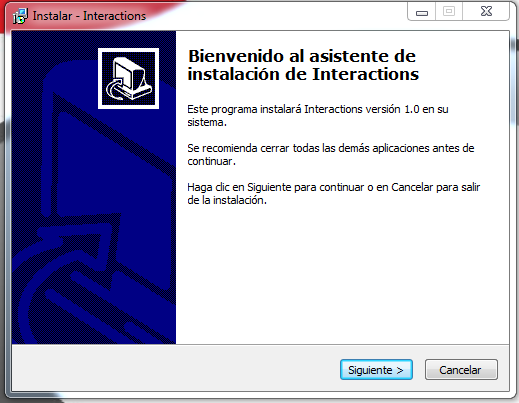 Instalar - Interactions
Bienvenido al asistente de
instalación de Interactions
Este programa instalará Interactions versión 1.0 en su
sistema.
Se recomienda cerrar todas las demás aplicaciones antes de
continuar.
Haga clic en Siguiente para continuar o en Cancelar para salir
de la instalación.
Siguiente >
Cancelar